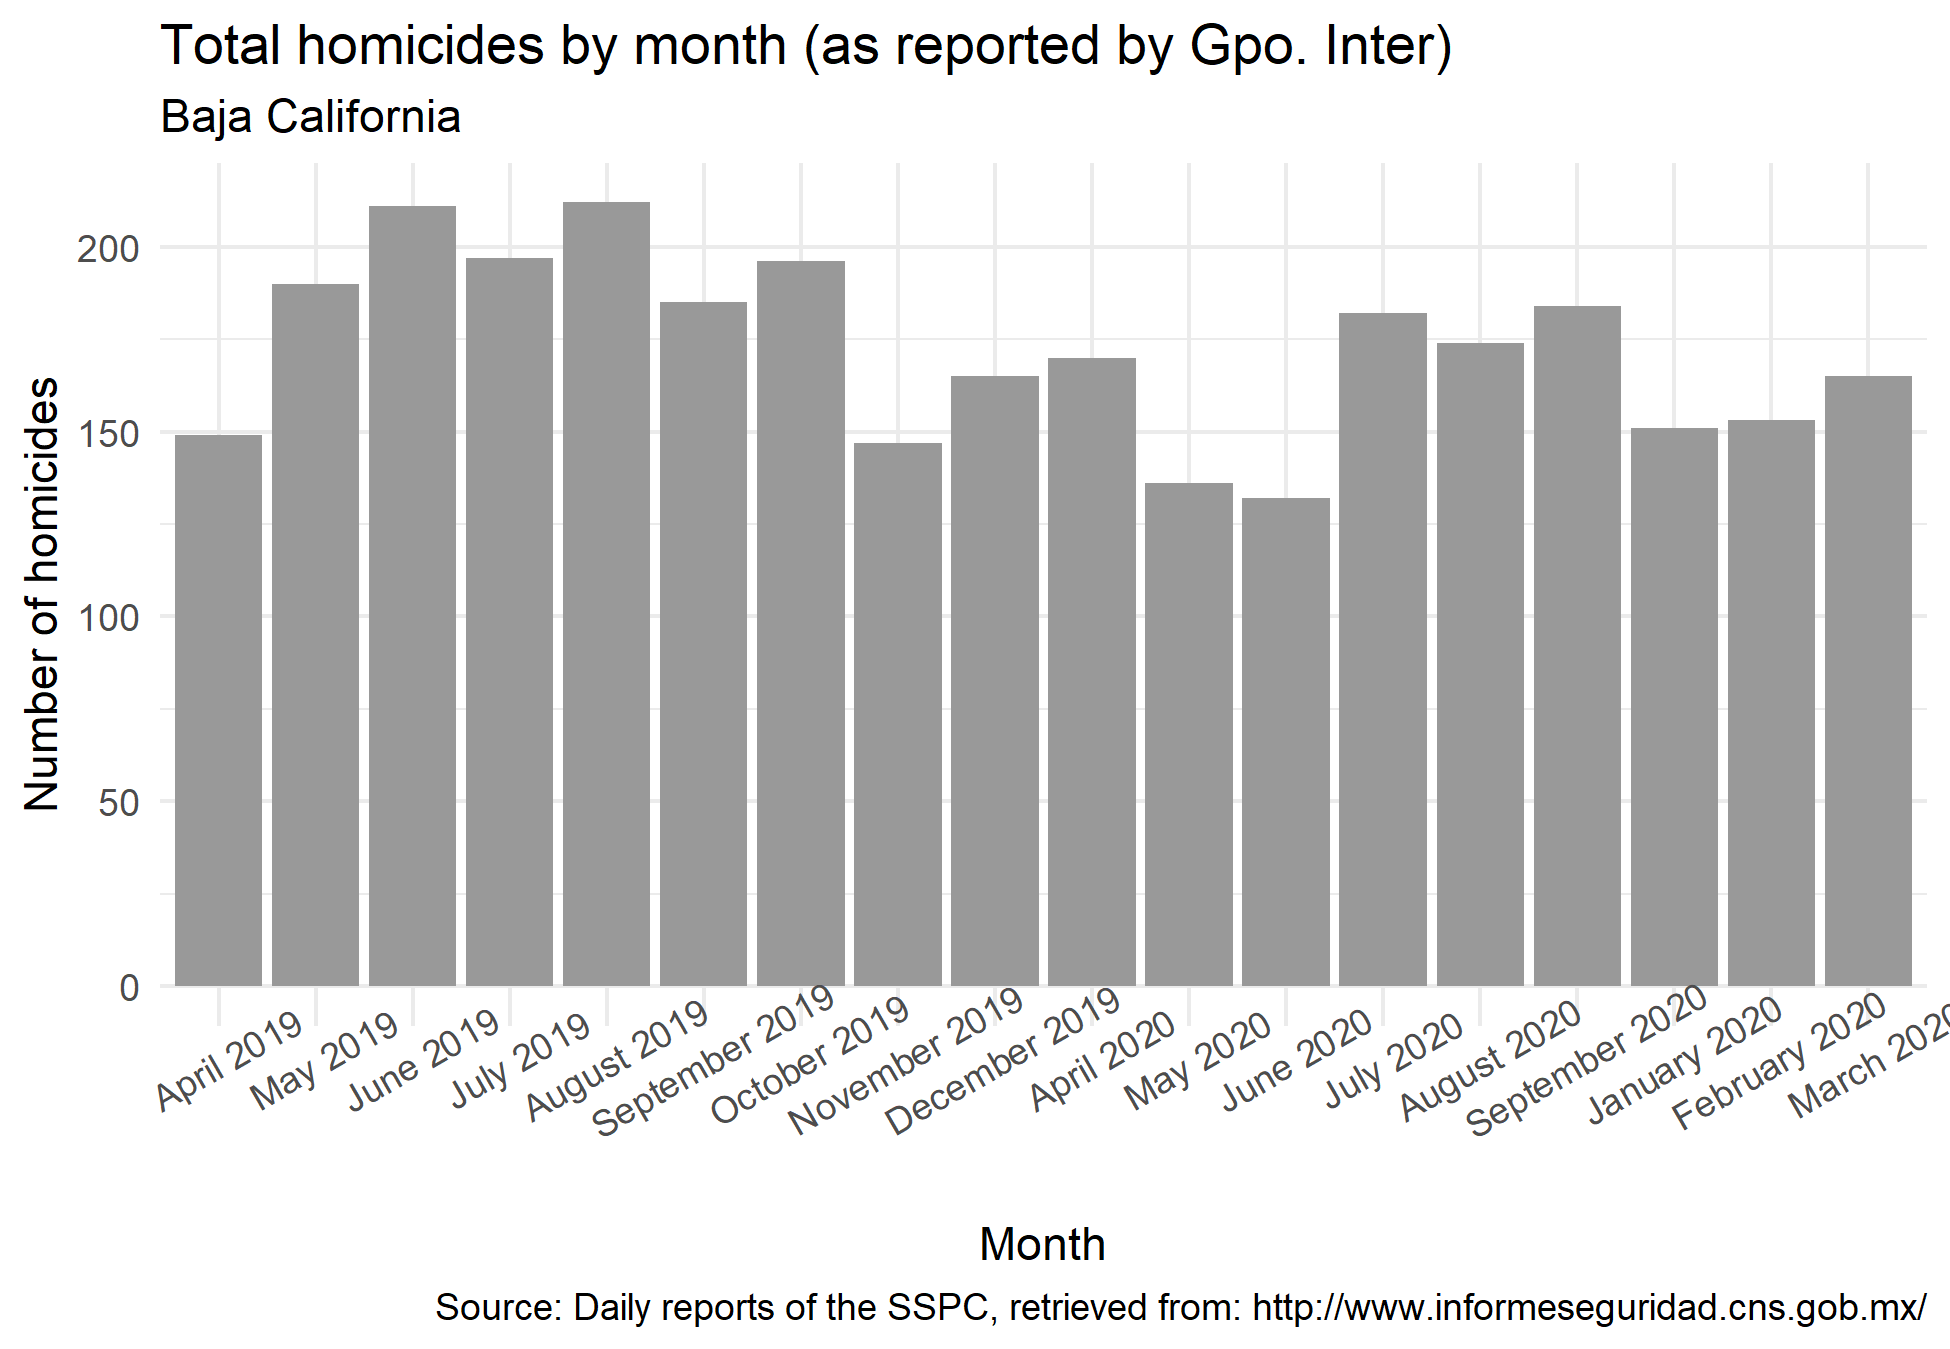 Total homicides by month (as reported by Gpo. Inter)
Baja California
Number of homicides
200
150
100
50
0
April 2019
May 2019
June 2019
July 2019
August 2019
September 2019
October 2019
November 2019
December 2019
April 2020
May 2020
June 2020
July 2020
August 2020
September 2020
January 2020
February 2020
March 2020
Month
Source: Daily reports of the SSPC, retrieved from: http://www.informeseguridad.cns.gob.mx/